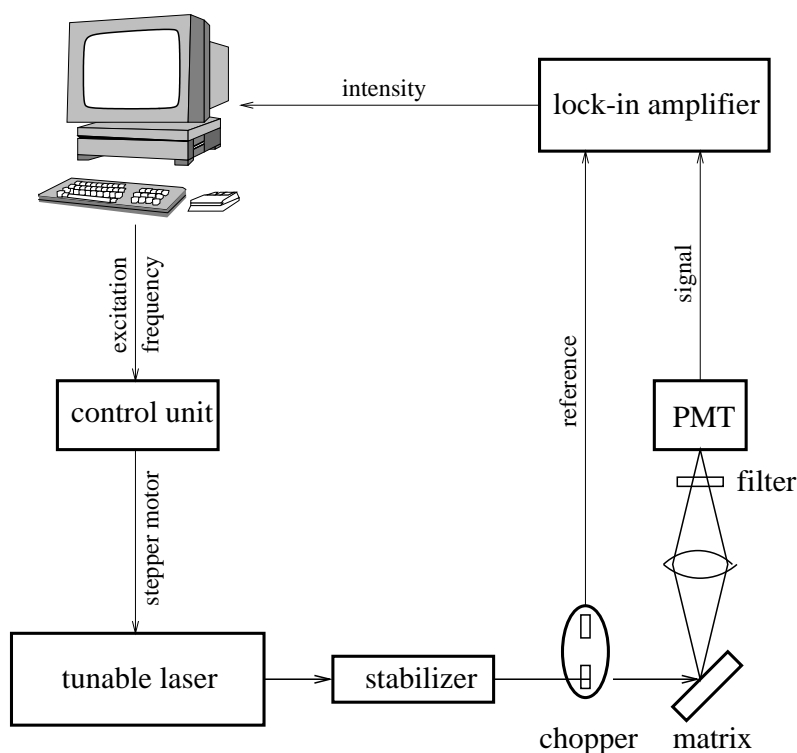 intensity
lock-in amplifier
excitation
frequency
signal
reference
control unit
PMT
filter
stepper motor
tunable laser
stabilizer
chopper
matrix